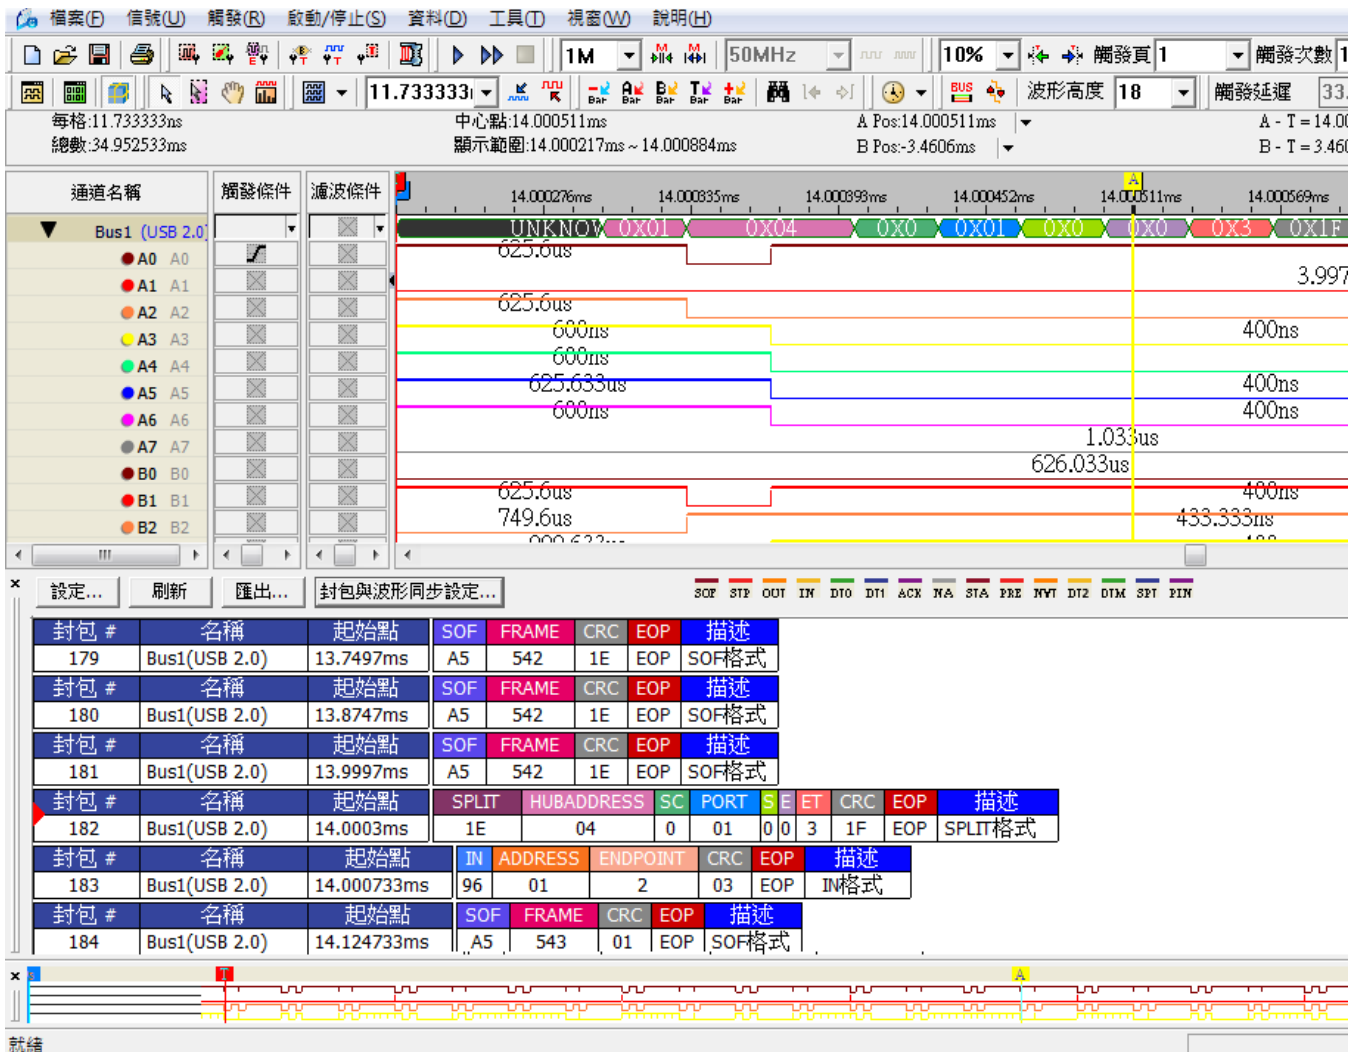 檔案(F) 信號(U) 觸發(R) 啟動/停止(S) 資料(D) 工具(T) 視窗(W) 說明(H)
1M 50MHz 10% 觸發頁 1 觸發次數 1
11.733333 Bar Bar Bar Bar Bar BUS 波形高度 18 觸發延遲 33.
每格:11.733333ns 中心點:14.000511ms A Pos:14.000511ms A - T = 14.00
總數:34.952533ms 顯示範圍:14.000217ms ~ 14.000884ms B Pos:-3.4606ms B - T = 3.460
通道名稱 觸發條件 濾波條件 14.000276ms 14.000335ms 14.000393ms 14.000452ms A 14.000511ms 14.000569ms
Bus1 (USB 2.0) UNKNOW 0X01 0X04 0X0 0X01 0X0 0X0 0X3 0X1F
A0 A0 625.6us
A1 A1 3.997
A2 A2 625.6us
A3 A3 600ns 400ns
A4 A4 600ns
A5 A5 625.633us 400ns
A6 A6 600ns 400ns
A7 A7 1.033us
B0 B0 626.033us
B1 B1 625.6us 400ns
B2 B2 749.6us 433.333ns
設定... 刷新 匯出... 封包與波形同步設定... SOF STP OUT IN DT0 DT1 ACK NA STA PRE NYT DT2 DTM SPT PIN
封包 # 名稱 起始點 SOF FRAME CRC EOP 描述
179 Bus1(USB 2.0) 13.7497ms A5 542 1E EOP SOF格式
封包 # 名稱 起始點 SOF FRAME CRC EOP 描述
180 Bus1(USB 2.0) 13.8747ms A5 542 1E EOP SOF格式
封包 # 名稱 起始點 SOF FRAME CRC EOP 描述
181 Bus1(USB 2.0) 13.9997ms A5 542 1E EOP SOF格式
封包 # 名稱 起始點 SPLIT HUBADDRESS SC PORT S E ET CRC EOP 描述
182 Bus1(USB 2.0) 14.0003ms 1E 04 0 01 0 0 3 1F EOP SPLIT格式
封包 # 名稱 起始點 IN ADDRESS ENDPOINT CRC EOP 描述
183 Bus1(USB 2.0) 14.000733ms 96 01 2 03 EOP IN格式
封包 # 名稱 起始點 SOF FRAME CRC EOP 描述
184 Bus1(USB 2.0) 14.124733ms A5 543 01 EOP SOF格式
T A
就緒